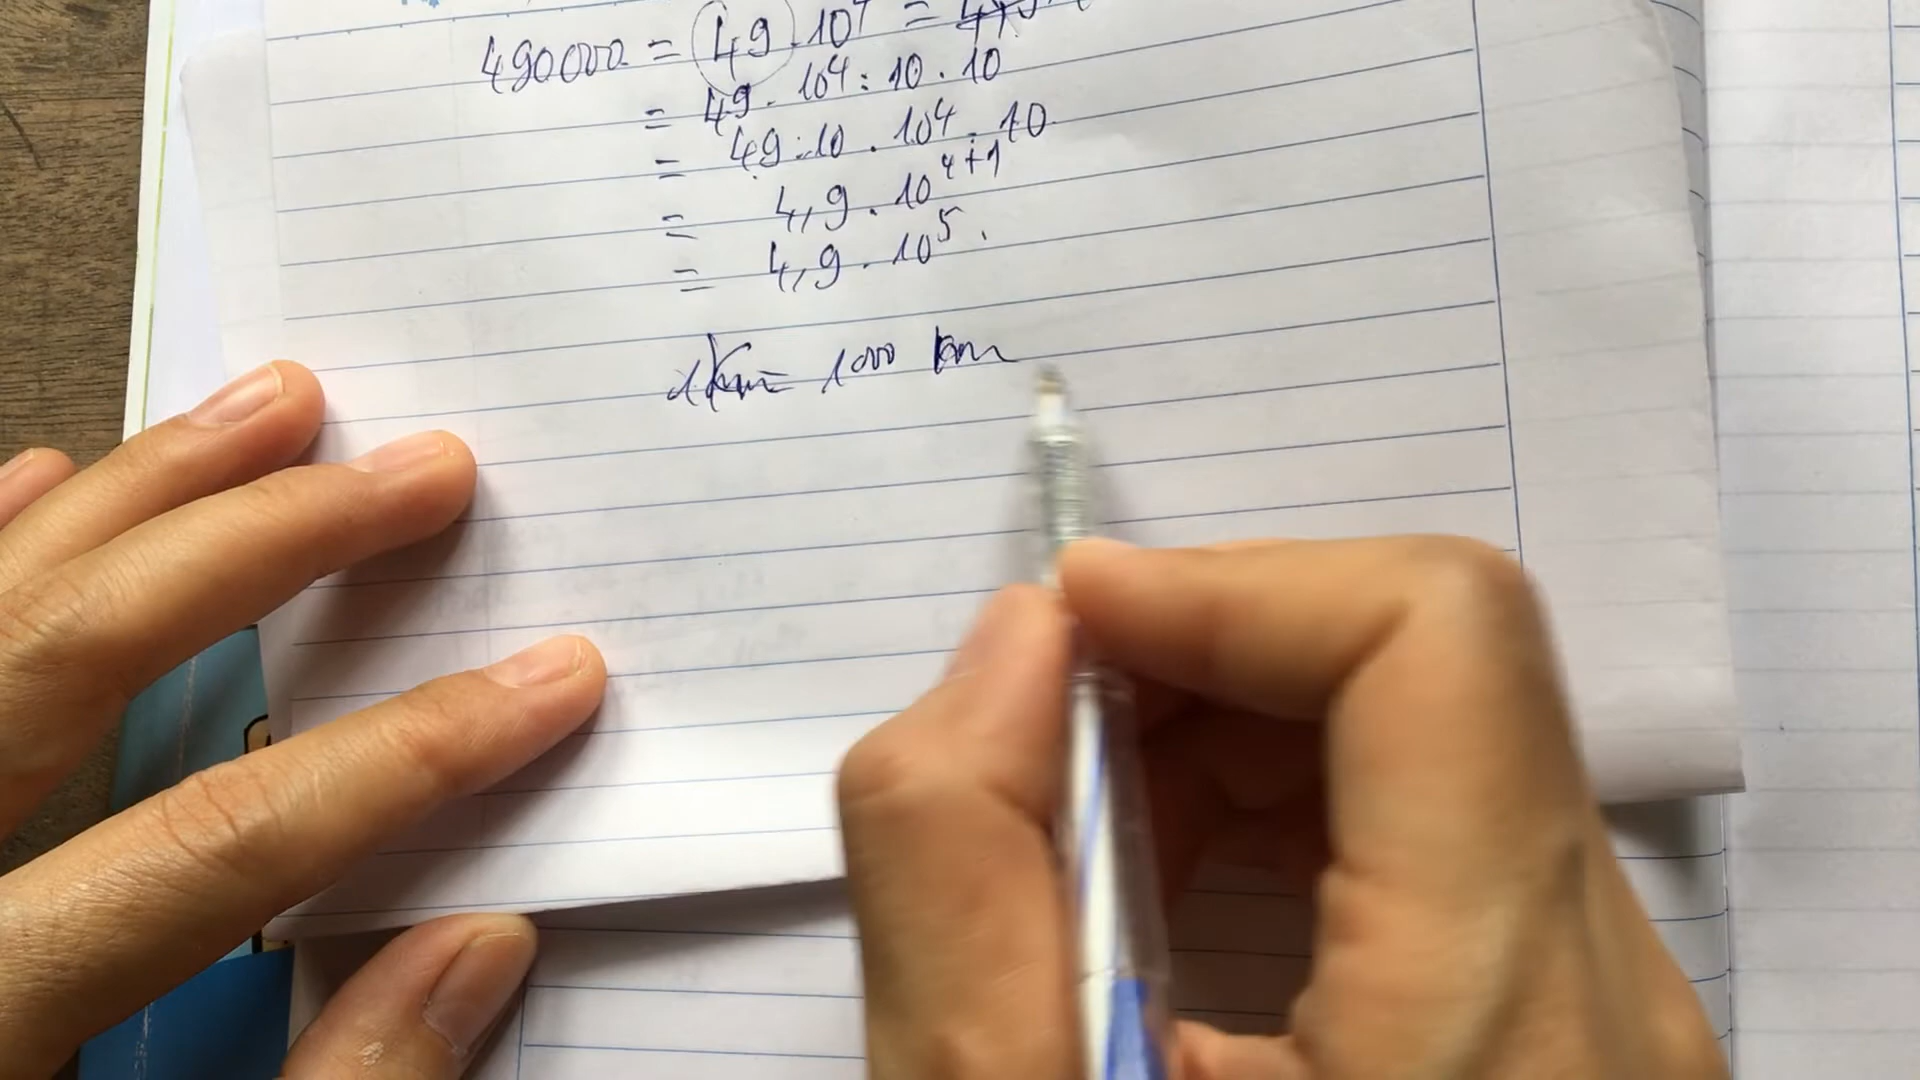 490000 = 49 . 10⁴ =
= 49 . 10⁴ : 10 . 10
= 49 : 10 . 10⁴ . 10
= 4,9 . 10⁴⁺¹
= 4,9 . 10⁵ .
1km = 1000 km